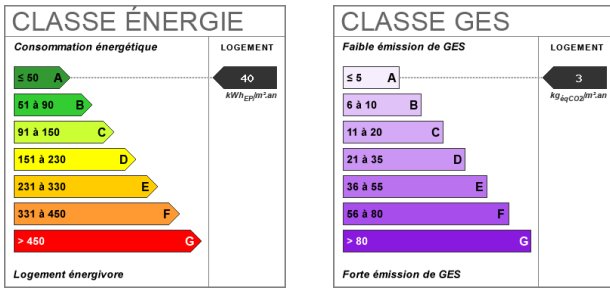 CLASSE ÉNERGIE
Consommation énergétique
LOGEMENT
≤ 50 A
40
kWhEP/m².an
51 à 90 B
91 à 150 C
151 à 230 D
231 à 330 E
331 à 450 F
> 450 G
Logement énergivore
CLASSE GES
Faible émission de GES
LOGEMENT
≤ 5 A
3
kgéqCO2/m².an
6 à 10 B
11 à 20 C
21 à 35 D
36 à 55 E
56 à 80 F
> 80 G
Forte émission de GES